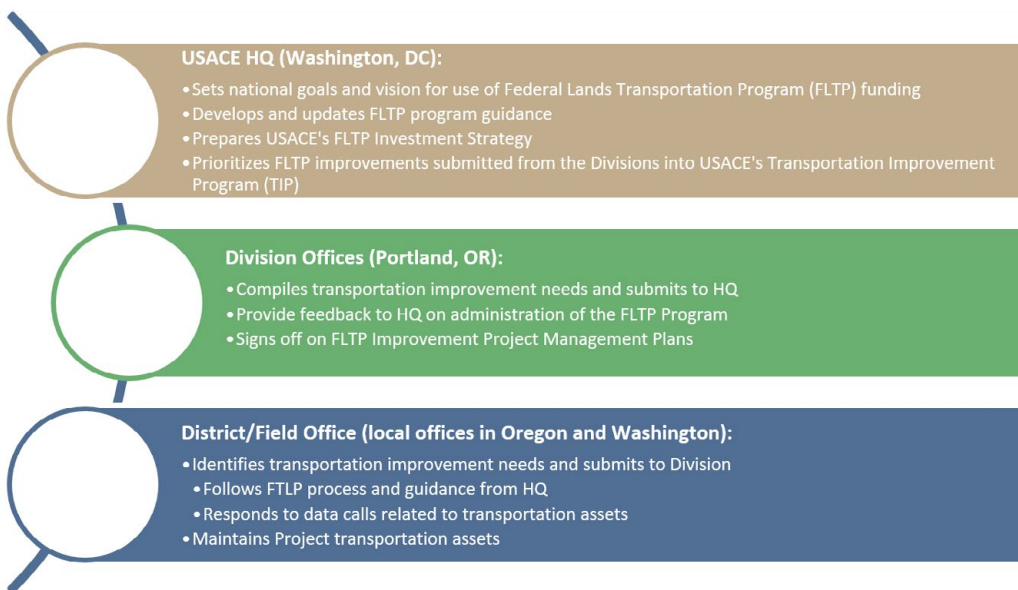 USACE HQ (Washington, DC):
•Sets national goals and vision for use of Federal Lands Transportation Program (FLTP) funding
•Develops and updates FLTP program guidance
•Prepares USACE's FLTP Investment Strategy
•Prioritizes FLTP improvements submitted from the Divisions into USACE's Transportation Improvement
Program (TIP)
Division Offices (Portland, OR):
•Compiles transportation improvement needs and submits to HQ
•Provide feedback to HQ on administration of the FLTP Program
•Signs off on FLTP Improvement Project Management Plans
District/Field Office (local offices in Oregon and Washington):
•Identifies transportation improvement needs and submits to Division
•Follows FTLP process and guidance from HQ
•Responds to data calls related to transportation assets
•Maintains Project transportation assets